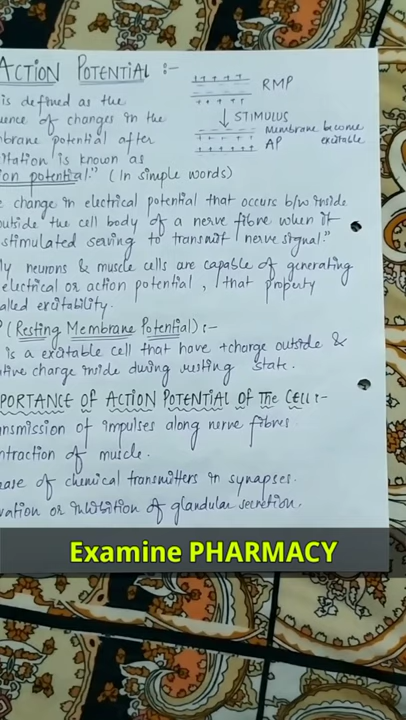 ACTION POTENTIAL :-
is defined as the
uence of changes in the
mbrane potential after
itation is known as
ion potential." (In simple words)
+ + + + +
- - - -
RMP
- - - -
+ + + + +
↓ STIMULUS
Membrane become excitable
AP
e change in electrical potential that occurs b/w inside
outside the cell body of a nerve fibre when it
stimulated serving to transmit nerve signal."
ly neurons & muscle cells are capable of generating
electrical or action potential, that property
alled excitability.
(Resting Membrane Potential) :-
is a excitable cell that have +charge outside &
tive charge inside during resting state.
PORTANCE OF ACTION POTENTIAL OF THE CELL :-
nsmission of impulses along nerve fibres
ntraction of muscle.
ease of chemical transmitters in synapses.
vation or inhibition of glandular secretion.
Examine PHARMACY